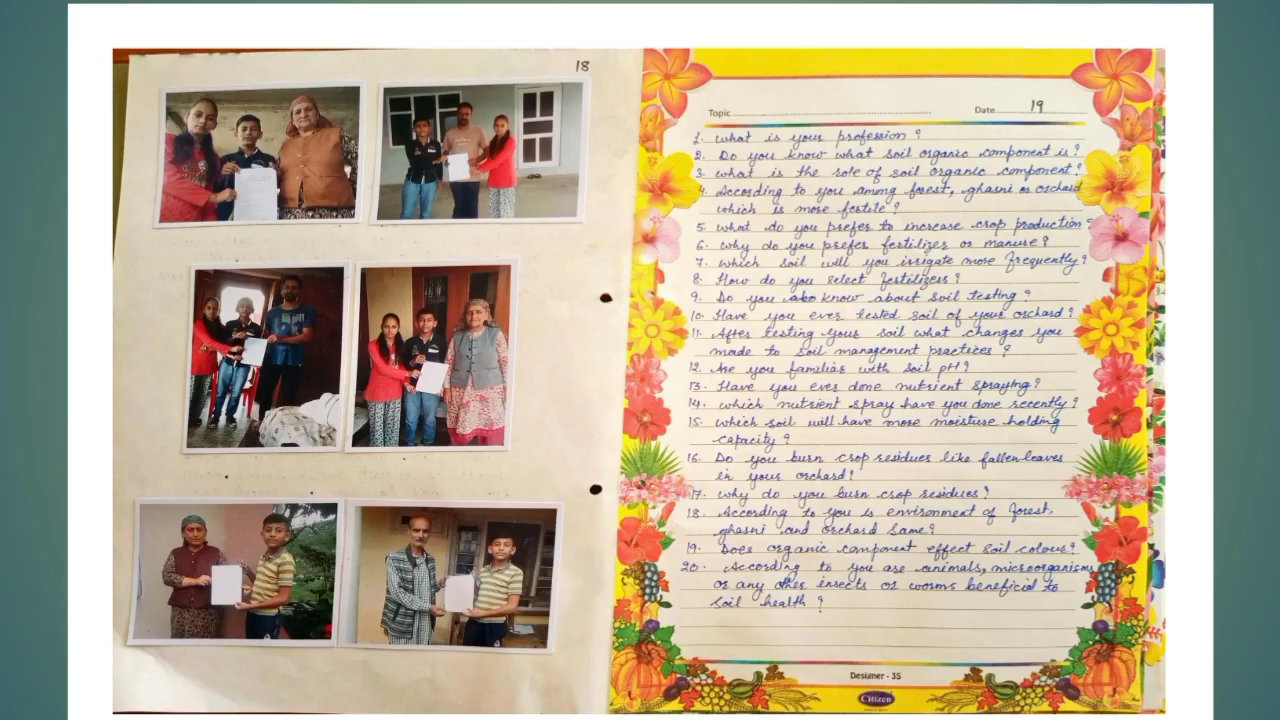 18
Topic
Date 19
1. what is your profession ?
2. Do you know what soil organic component is?
3. what is the role of soil organic component?
4. According to you among forest, ghasni or orchard
which is more fertile ?
5. what do you prefer to increase crop production ?
6. why do you prefer fertilizer or manure?
7. which soil will you irrigate more frequently?
8. How do you select fertilizers ?
9. Do you know about soil testing ?
10. Have you ever tested soil of your orchard?
11. After testing your soil what changes you
made to soil management practices ?
12. Are you familiar with soil pH?
13. Have you ever done nutrient spraying?
14. which nutrient spray have you done recently?
15. which soil will have more moisture holding
capacity ?
16. Do you burn crop residues like fallen leaves
in your orchard?
17. why do you burn crop residues?
18. According to you is environment of forest,
ghasni and orchard same?
19. Does organic component effect soil colour?
20. According to you are animals, microorganisms
or any other insects or worms beneficial to
soil health ?
Designer - 35
Citizen